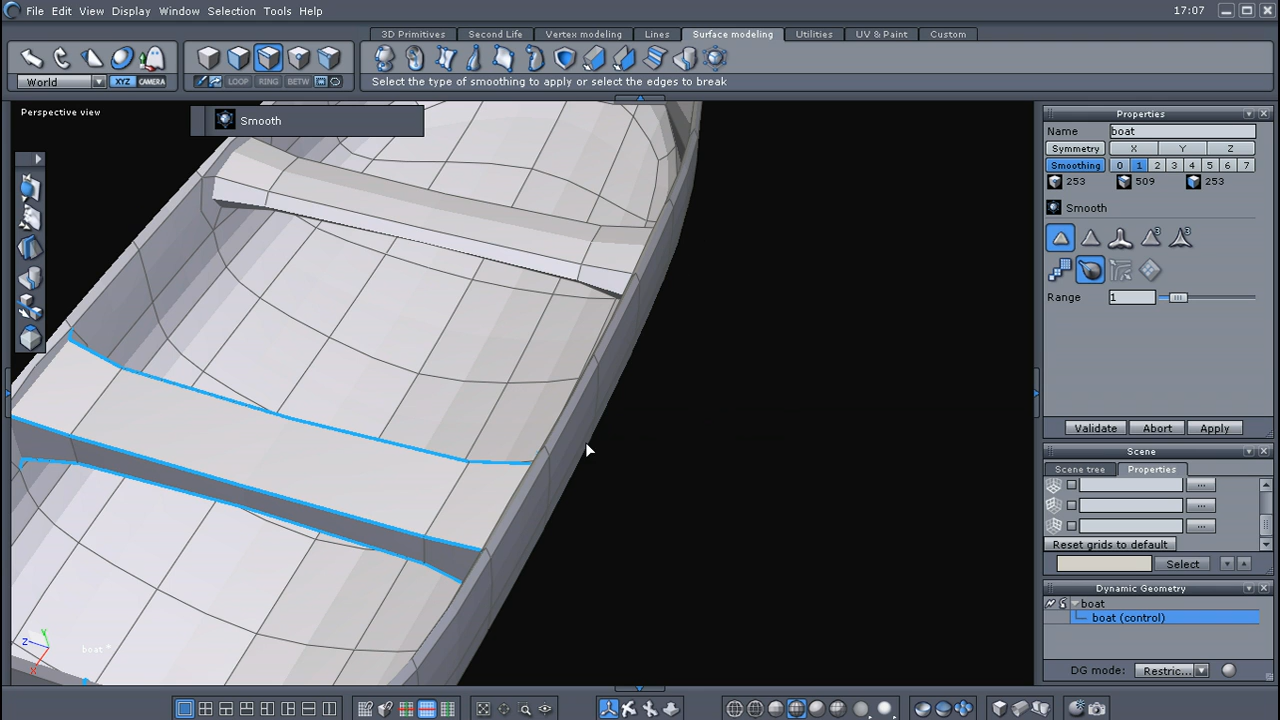 File Edit View Display Window Selection Tools Help 17:07
3D Primitives Second Life Vertex modeling Lines Surface modeling Utilities UV & Paint Custom
World XYZ CAMERA LOOP RING BETW Select the type of smoothing to apply or select the edges to break
Perspective view
Smooth
Properties
Name boat
Symmetry X Y Z
Smoothing 0 1 2 3 4 5 6 7
253 509 253
Smooth
3 3
Range 1
Validate Abort Apply
Scene
Scene tree Properties
...
...
...
Reset grids to default
Select
Dynamic Geometry
boat
boat (control)
DG mode: Restric...
Z Y X
boat *